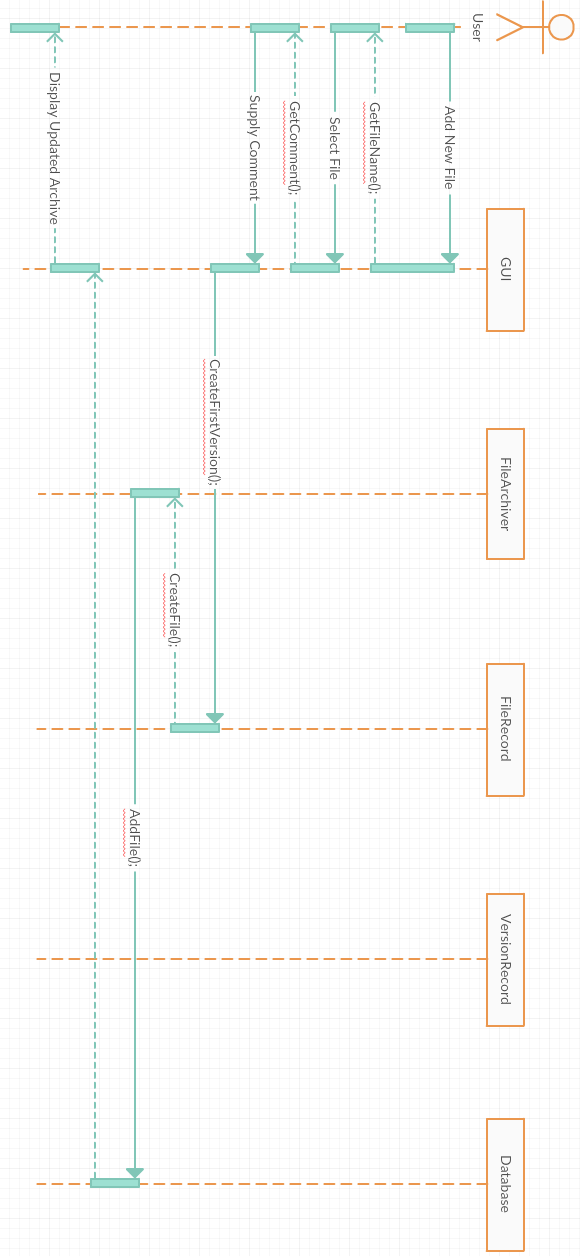 User
GUI
FileArchiver
FileRecord
VersionRecord
Database
Add New File
GetFileName();
Select File
GetComment();
Supply Comment
CreateFirstVersion();
CreateFile();
AddFile();
Display Updated Archive